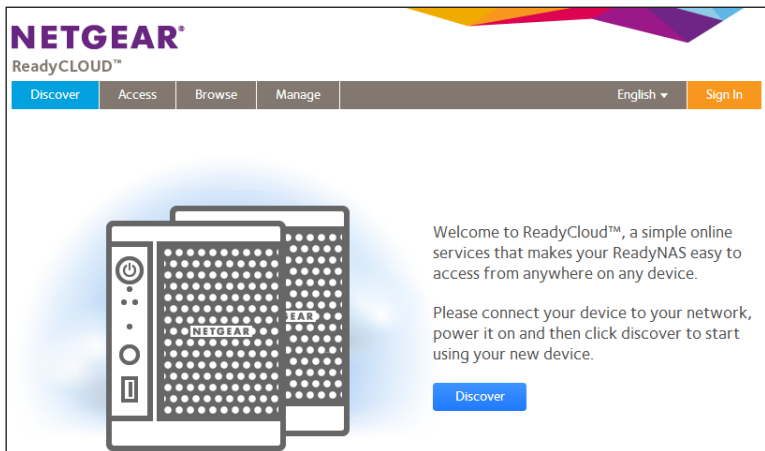 NETGEAR®
ReadyCLOUD™
Discover Access Browse Manage English Sign In
Welcome to ReadyCloud™, a simple online
services that makes your ReadyNAS easy to
access from anywhere on any device.
Please connect your device to your network,
power it on and then click discover to start
using your new device.
Discover
NETGEAR
EAR